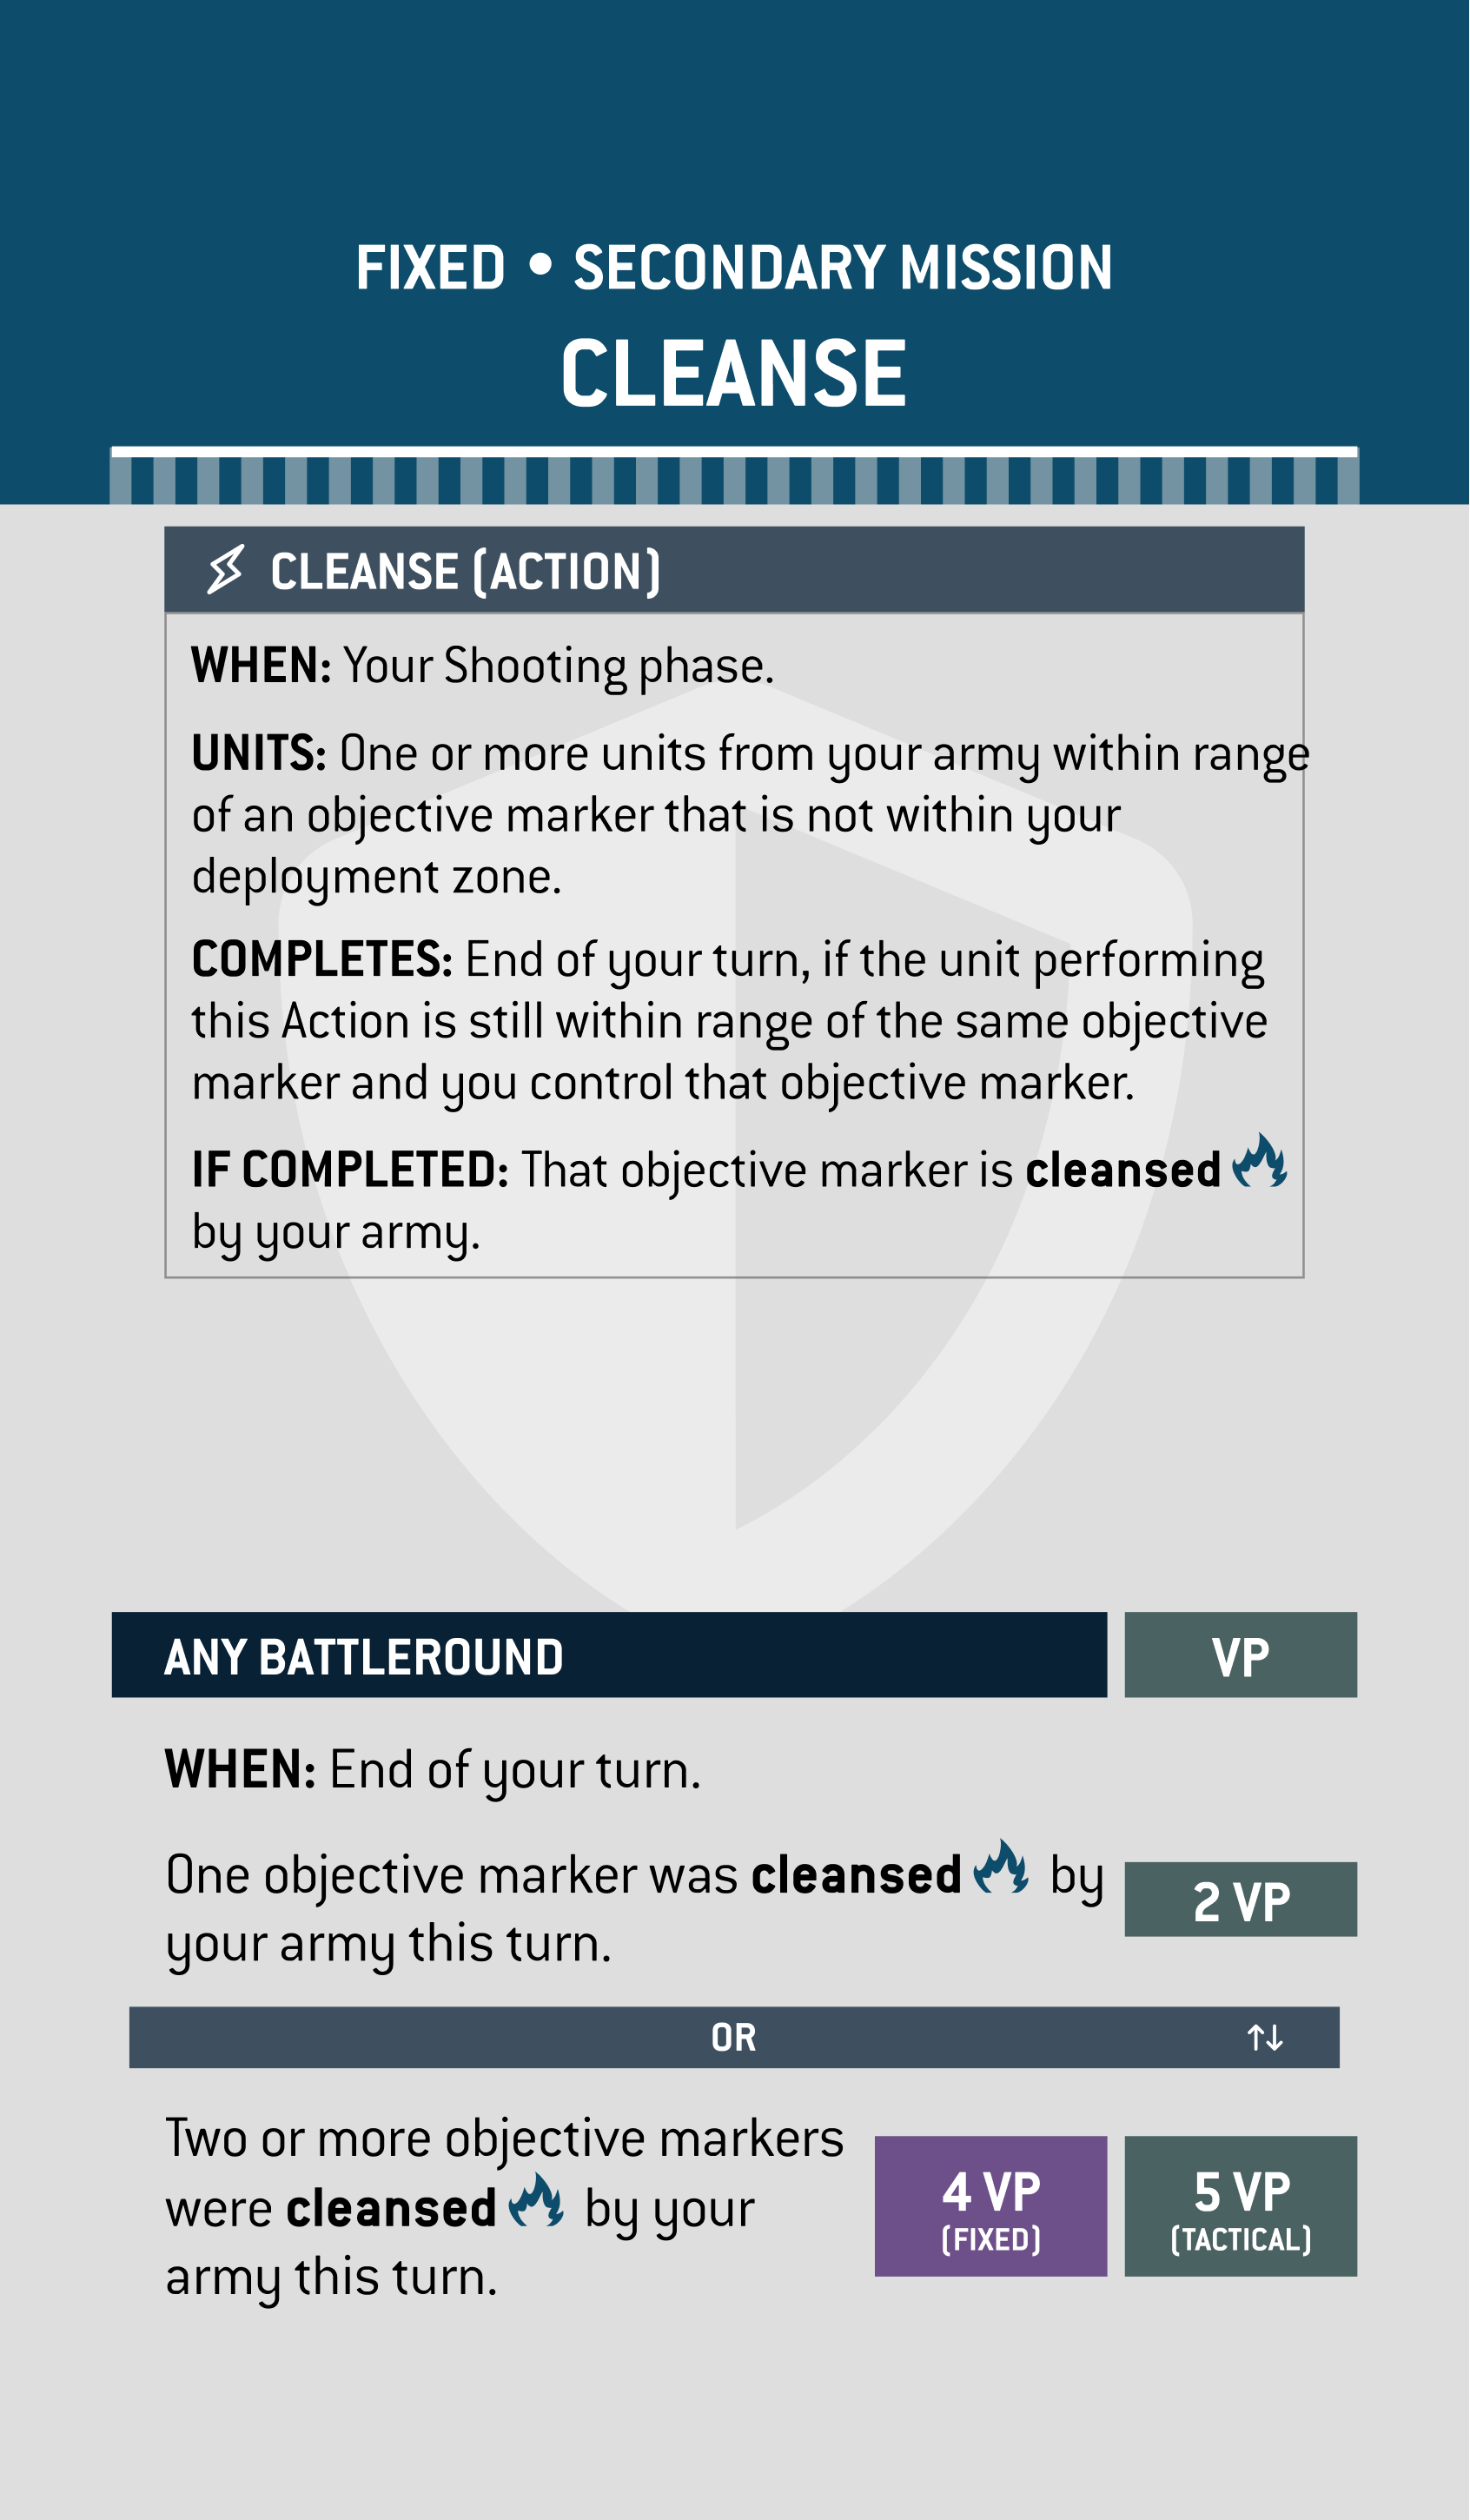 FIXED • SECONDARY MISSION
CLEANSE
CLEANSE (ACTION)
WHEN: Your Shooting phase.
UNITS: One or more units from your army within range
of an objective marker that is not within your
deployment zone.
COMPLETES: End of your turn, if the unit performing
this Action is still within range of the same objective
marker and you control that objective marker.
IF COMPLETED: That objective marker is cleansed
by your army.
ANY BATTLEROUND
VP
WHEN: End of your turn.
One objective marker was cleansed by
your army this turn.
2 VP
OR
Two or more objective markers
were cleansed by your
army this turn.
4 VP
(FIXED)
5 VP
(TACTICAL)